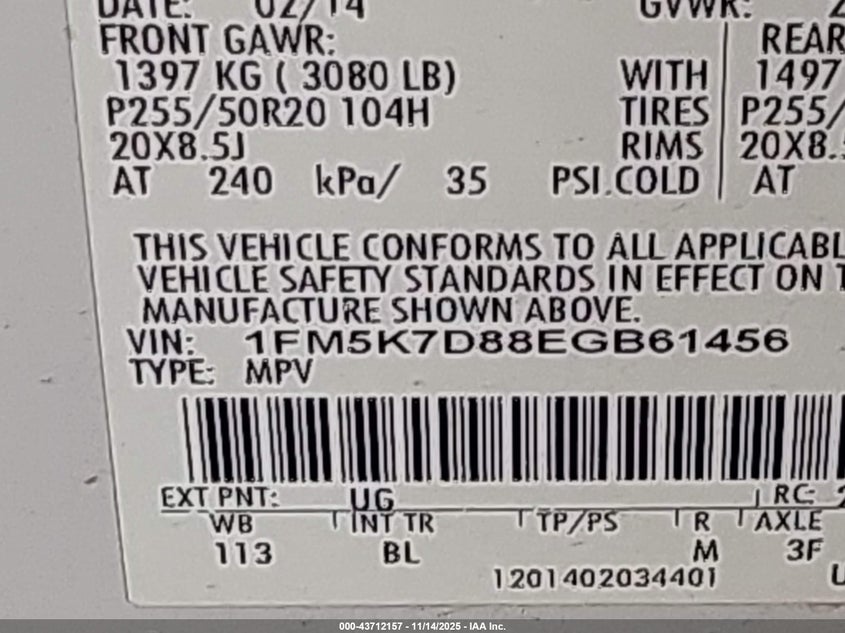 DATE: 02/14 GVWR: 2
FRONT GAWR: REAR
1397 KG ( 3080 LB) WITH 1497
P255/50R20 104H TIRES P255/
20X8.5J RIMS 20X8.5
AT 240 kPa/ 35 PSI.COLD AT
THIS VEHICLE CONFORMS TO ALL APPLICABL
VEHICLE SAFETY STANDARDS IN EFFECT ON T
MANUFACTURE SHOWN ABOVE.
VIN: 1FM5K7D88EGB61456
TYPE: MPV
EXT PNT: UG RC: 2
WB INT TR TP/PS R AXLE
113 BL M 3F
1201402034401 U
000-43712157 - 11/14/2025 - IAA Inc.